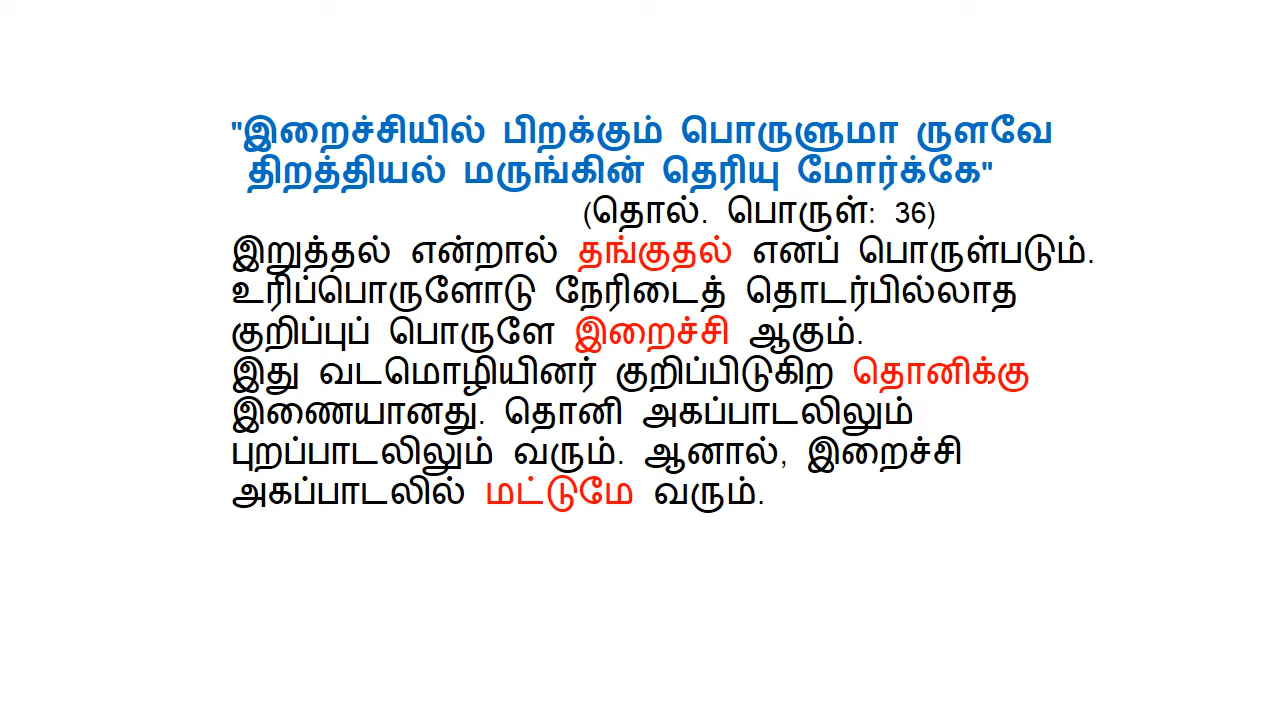 "இறைச்சியில் பிறக்கும் பொருளுமா ருளவே
திறத்தியல் மருங்கின் தெரியு மோர்க்கே"
(தொல். பொருள்: 36)
இறுத்தல் என்றால் தங்குதல் எனப் பொருள்படும்.
உரிப்பொருளோடு நேரிடைத் தொடர்பில்லாத
குறிப்புப் பொருளே இறைச்சி ஆகும்.
இது வடமொழியினர் குறிப்பிடுகிற தொனிக்கு
இணையானது. தொனி அகப்பாடலிலும்
புறப்பாடலிலும் வரும். ஆனால், இறைச்சி
அகப்பாடலில் மட்டுமே வரும்.